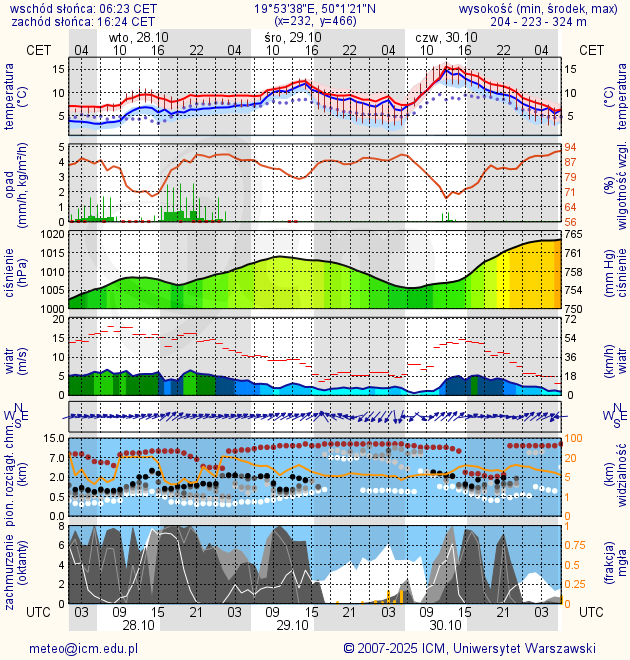 wschód słońca: 06:23 CET 19°53'38"E, 50°1'21"N wysokość (min, środek, max)
zachód słońca: 16:24 CET (x=232, y=466) 204 - 223 - 324 m
wto, 28.10 śro, 29.10 czw, 30.10
CET 04 10 16 22 04 10 16 22 04 10 16 22 04 CET
temperatura (°C)
15
10
5
15
10
5
temperatura (°C)
opad (mm/h, kg/m²/h)
5
4
3
2
1
0
94
87
79
71
64
56
(%) wilgotność wzgl.
ciśnienie (hPa)
1020
1015
1010
1005
1000
765
761
758
754
750
(mm Hg) ciśnienie
wiatr (m/s)
20
15
10
5
0
72
54
36
18
0
(km/h) wiatr
N
W E
S
N
W E
S
pion. rozciągł. chm. (km)
15.0
7.0
2.0
0.5
0.0
100
20
5
1
0
(km) widzialność
zachmurzenie (oktanty)
8
6
4
2
0
1
0.75
0.5
0.25
0
(frakcja) mgła
UTC 03 09 15 21 03 09 15 21 03 09 15 21 03 UTC
28.10 29.10 30.10
meteo@icm.edu.pl © 2007-2025 ICM, Uniwersytet Warszawski